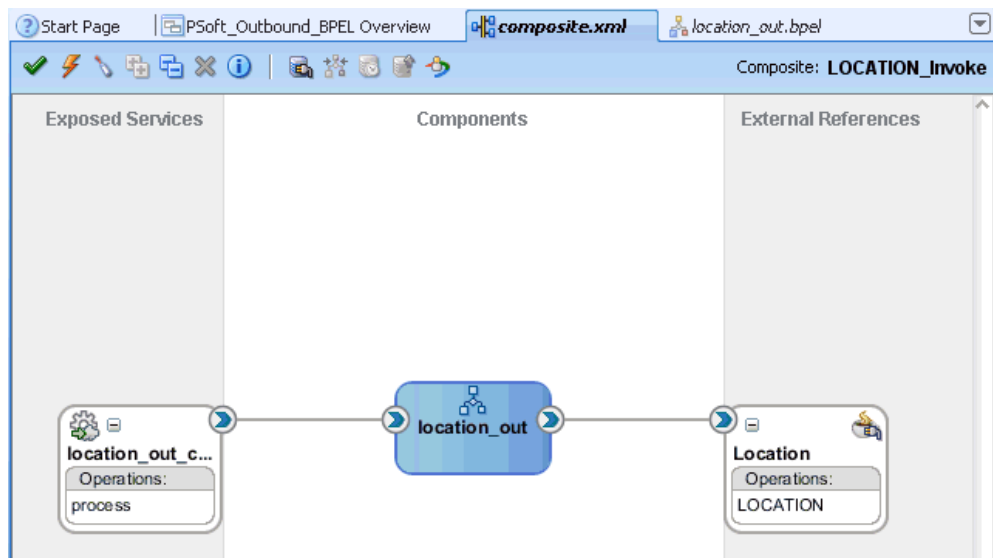 Start Page PSoft_Outbound_BPEL Overview composite.xml location_out.bpel
Composite: LOCATION_Invoke
Exposed Services Components External References
location_out
location_out_c... Location
Operations: Operations:
process LOCATION